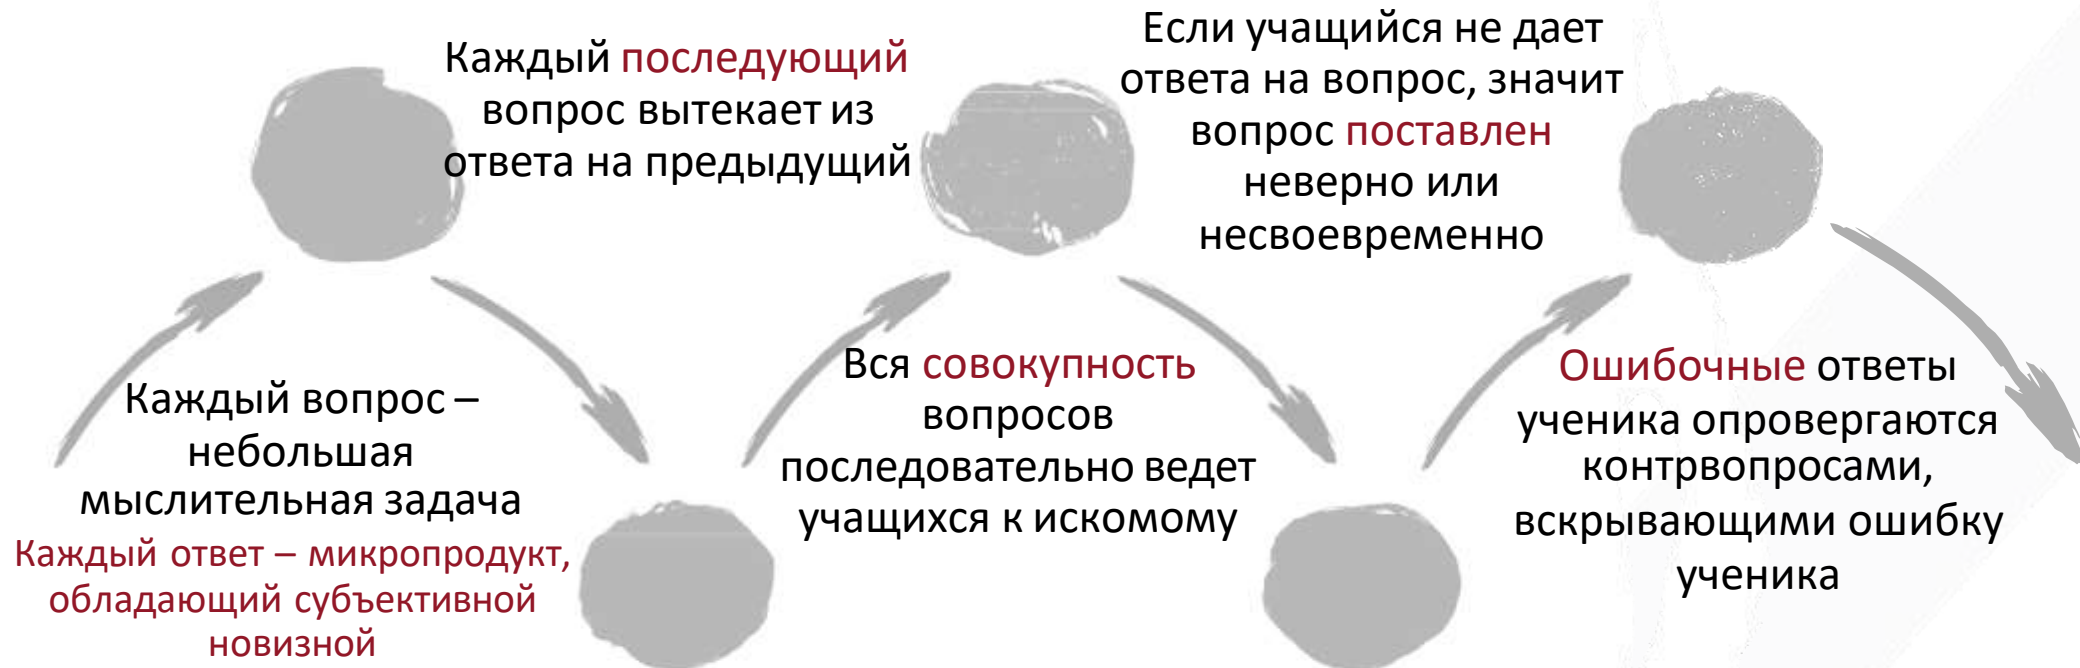 Каждый вопрос –
небольшая
мыслительная задача
Каждый ответ – микропродукт,
обладающий субъективной
новизной
Каждый последующий
вопрос вытекает из
ответа на предыдущий
Вся совокупность
вопросов
последовательно ведет
учащихся к искомому
Если учащийся не дает
ответа на вопрос, значит
вопрос поставлен
неверно или
несвоевременно
Ошибочные ответы
ученика опровергаются
контрвопросами,
вскрывающими ошибку
ученика